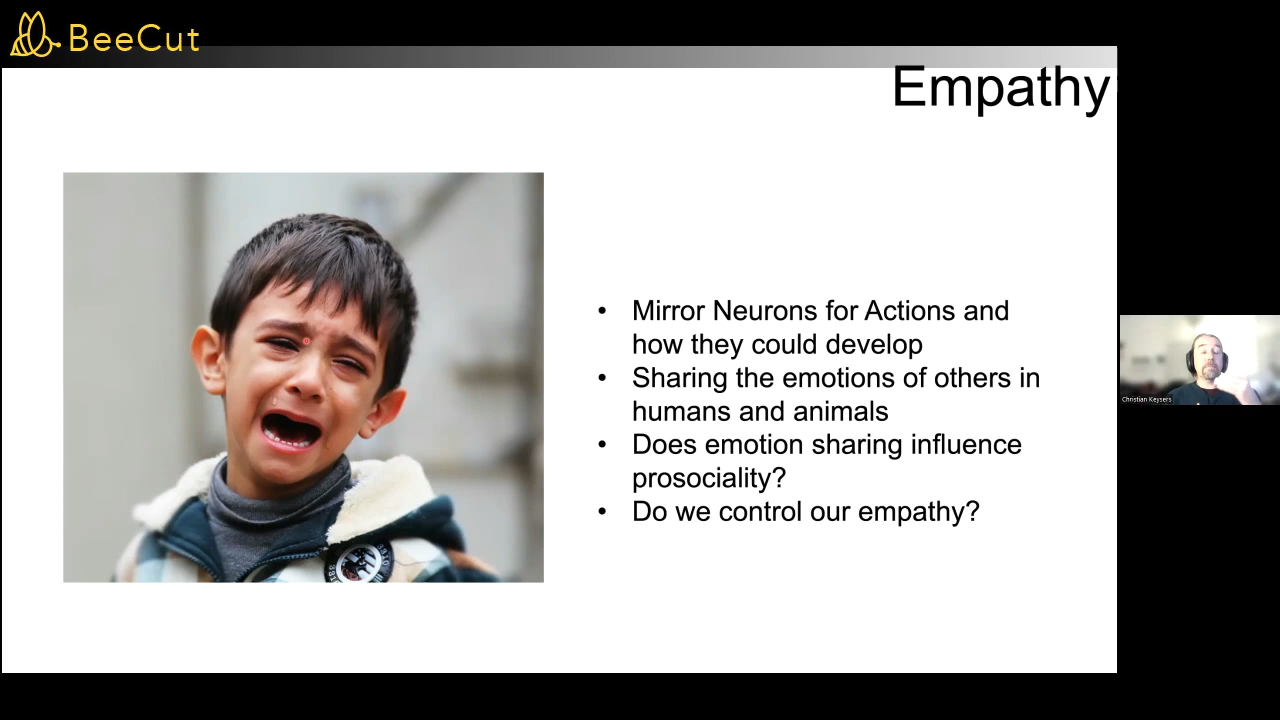 BeeCut
Empathy
• Mirror Neurons for Actions and
how they could develop
• Sharing the emotions of others in
humans and animals
• Does emotion sharing influence
prosociality?
• Do we control our empathy?
Christian Keysers